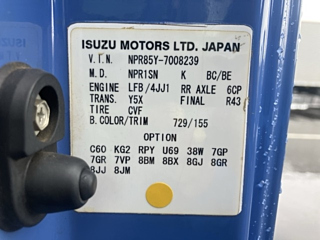 ISUZU MOTORS LTD. JAPAN
V.I.N. NPR85Y-7008239
M.D. NPR1SN K BC/BE
ENGINE LFB/4JJ1 RR AXLE 6CP
TRANS. Y5X FINAL R43
TIRE CVF
B.COLOR/TRIM 729/155
OPTION
C60 KG2 RPY U69 38W 7GP
7GR 7VP 8BM 8BX 8GJ 8GR
8JJ 8JM